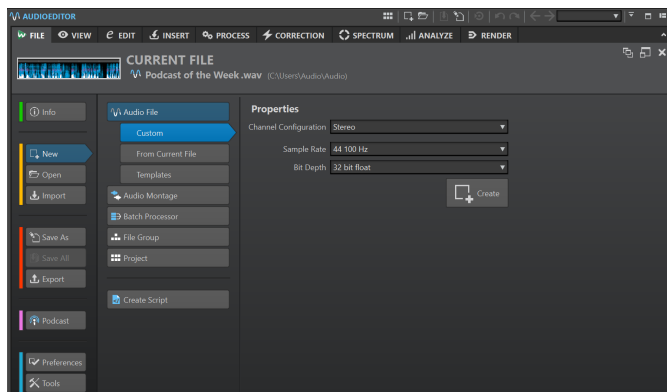 AUDIOEDITOR
FILE VIEW EDIT INSERT PROCESS CORRECTION SPECTRUM ANALYZE RENDER
CURRENT FILE
Podcast of the Week.wav (C:\Users\Audio\Audio)
Info
New
Open
Import
Save As
Save All
Export
Podcast
Preferences
Tools
Audio File
Custom
From Current File
Templates
Audio Montage
Batch Processor
File Group
Project
Create Script
Properties
Channel Configuration Stereo
Sample Rate 44 100 Hz
Bit Depth 32 bit float
Create